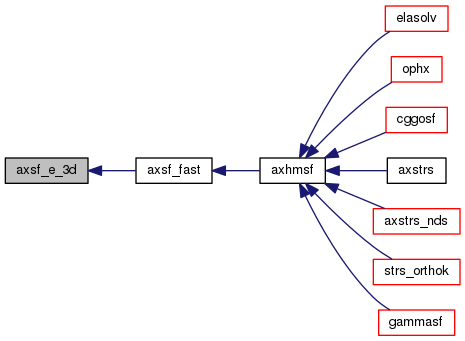 elasolv
ophx
cggosf
axsf_e_3d
axsf_fast
axhmsf
axstrs
axstrs_nds
strs_orthok
gammasf